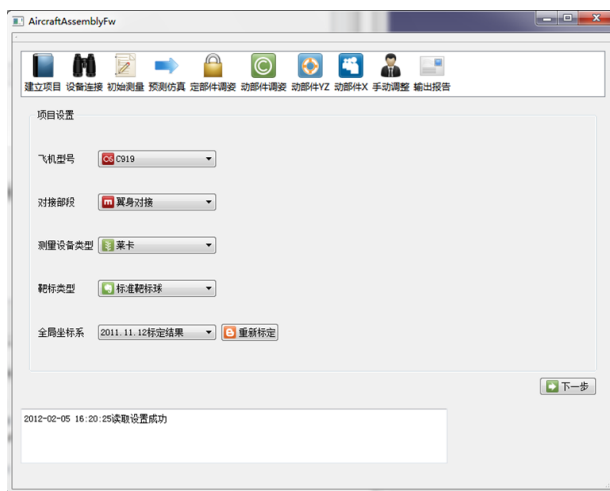 AircraftAssemblyFw
建立项目 设备连接 初始测量 预测仿真 定部件调姿 动部件调姿 动部件YZ 动部件X 手动调整 输出报告
项目设置
飞机型号 C919
对接部段 翼身对接
测量设备类型 莱卡
靶标类型 标准靶标球
全局坐标系 2011.11.12标定结果 重新标定
下一步
2012-02-05 16:20:25读取设置成功